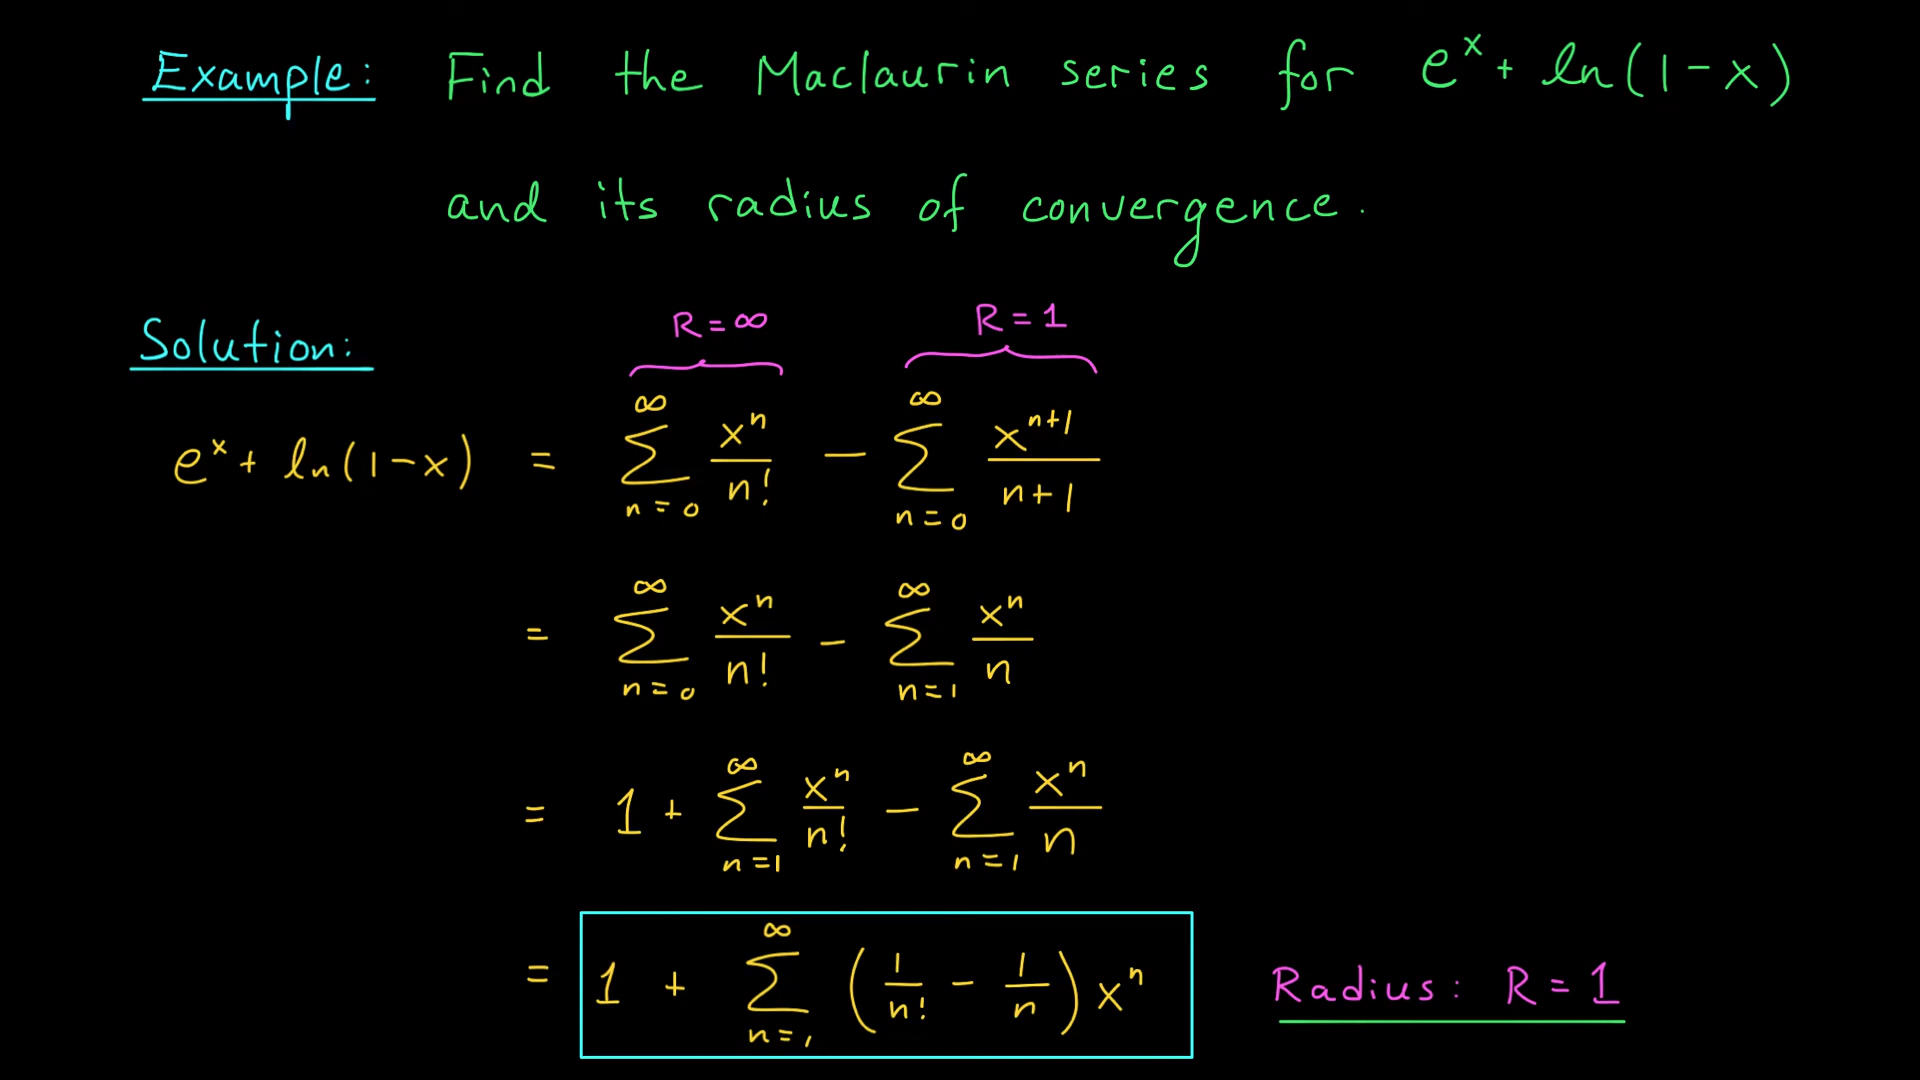 Example: Find the Maclaurin series for eˣ + ln(1-x)
and its radius of convergence.
Solution:
R = ∞ R = 1
eˣ + ln(1-x) = ∑_{n=0}^{∞} xⁿ/n! - ∑_{n=0}^{∞} xⁿ⁺¹/(n+1)
= ∑_{n=0}^{∞} xⁿ/n! - ∑_{n=1}^{∞} xⁿ/n
= 1 + ∑_{n=1}^{∞} xⁿ/n! - ∑_{n=1}^{∞} xⁿ/n
= 1 + ∑_{n=1}^{∞} (1/n! - 1/n) xⁿ Radius: R = 1